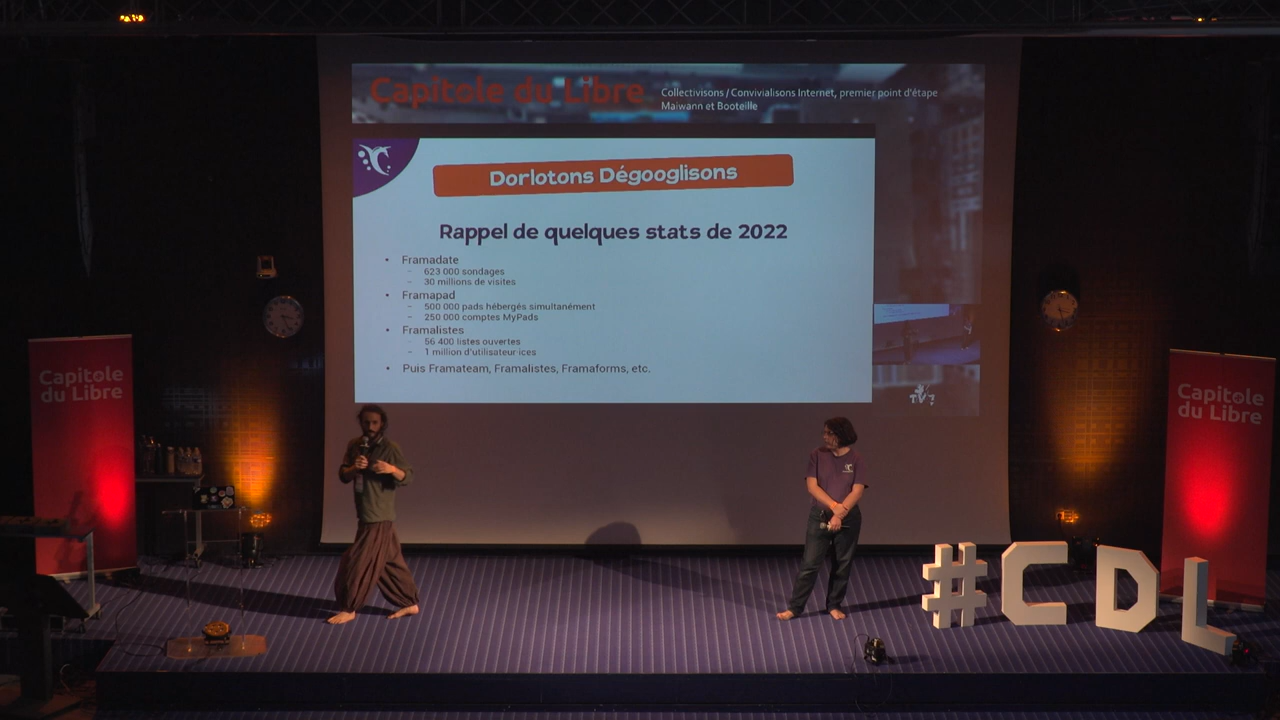 Capitole du Libre
Collectivisons / Convivialisons Internet, premier point d'étape
Maiwann et Booteille
Dorlotons Dégooglisons
Rappel de quelques stats de 2022
• Framadate
– 623 000 sondages
– 30 millions de visites
• Framapad
– 500 000 pads hébergés simultanément
– 250 000 comptes MyPads
• Framalistes
– 56 400 listes ouvertes
– 1 million d'utilisateur·ices
• Puis Framateam, Framalistes, Framaforms, etc.
Capitole
du Libre
Capitole
du Libre
#CDL